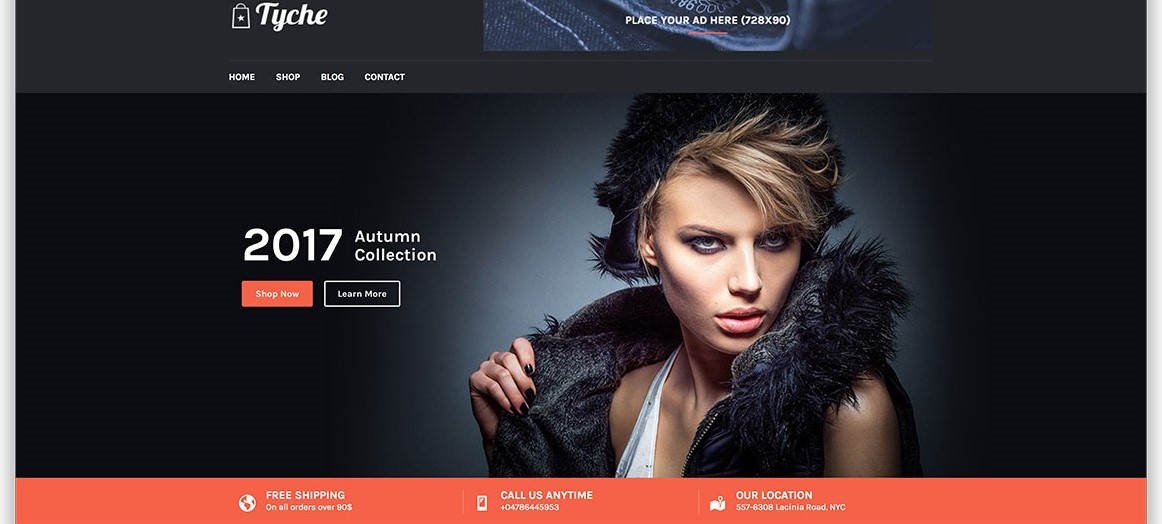 Tyche
PLACE YOUR AD HERE (728X90)
HOME SHOP BLOG CONTACT
2017 Autumn
Collection
Shop Now Learn More
FREE SHIPPING
On all orders over 90$
CALL US ANYTIME
+04786445953
OUR LOCATION
557-6308 Lacinia Road. NYC